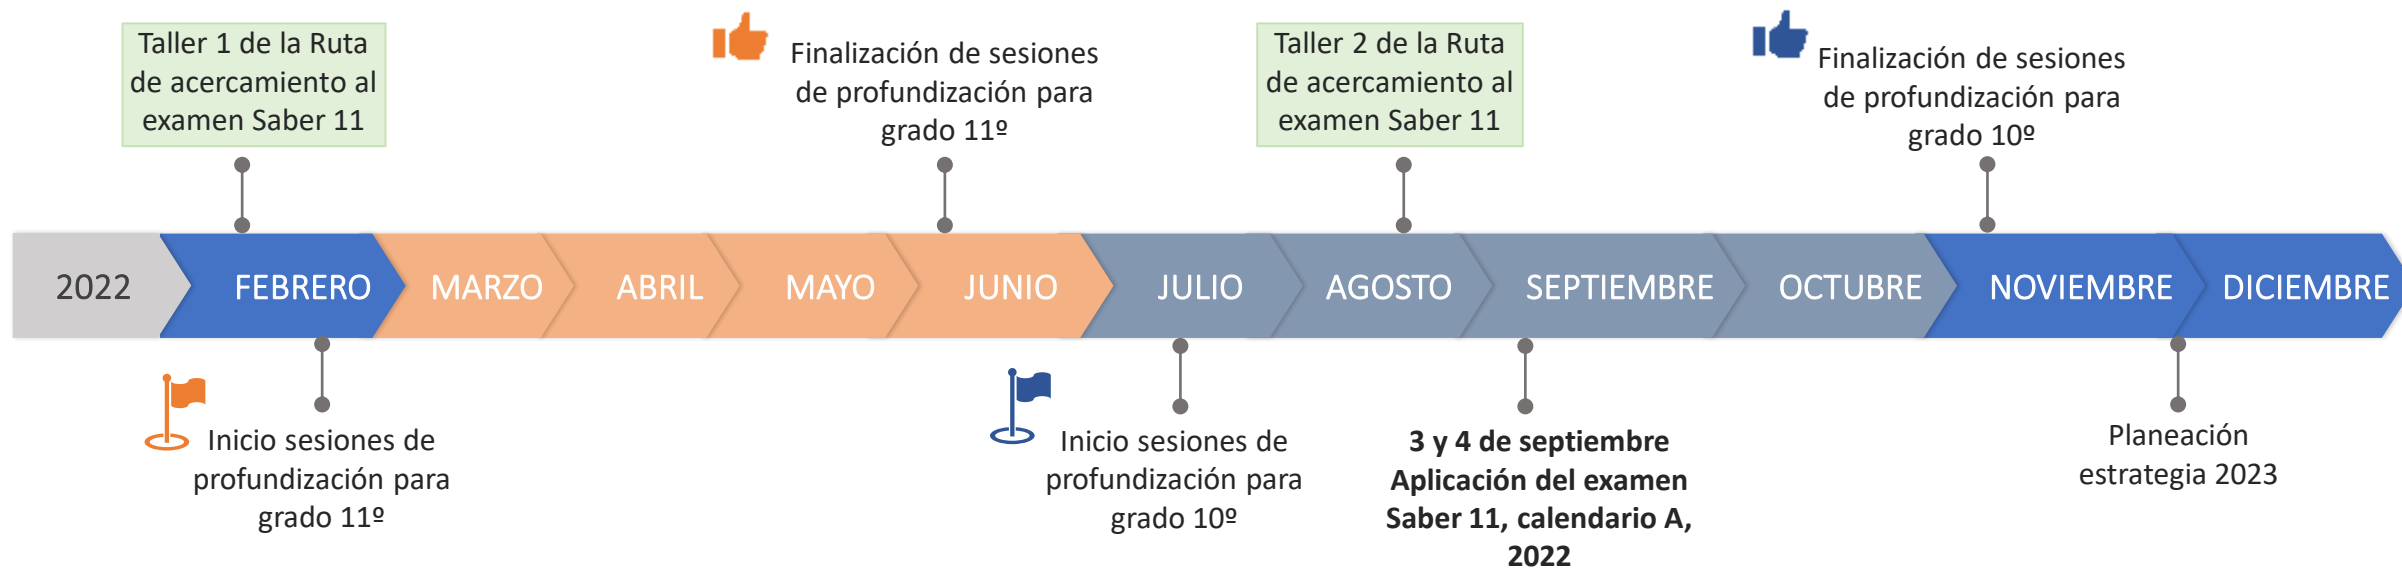 Taller 1 de la Ruta
de acercamiento al
examen Saber 11
Finalización de sesiones
de profundización para
grado 11º
Taller 2 de la Ruta
de acercamiento al
examen Saber 11
Finalización de sesiones
de profundización para
grado 10º
2022
FEBRERO
MARZO
ABRIL
MAYO
JUNIO
JULIO
AGOSTO
SEPTIEMBRE
OCTUBRE
NOVIEMBRE
DICIEMBRE
Inicio sesiones de
profundización para
grado 11º
Inicio sesiones de
profundización para
grado 10º
3 y 4 de septiembre
Aplicación del examen
Saber 11, calendario A,
2022
Planeación
estrategia 2023